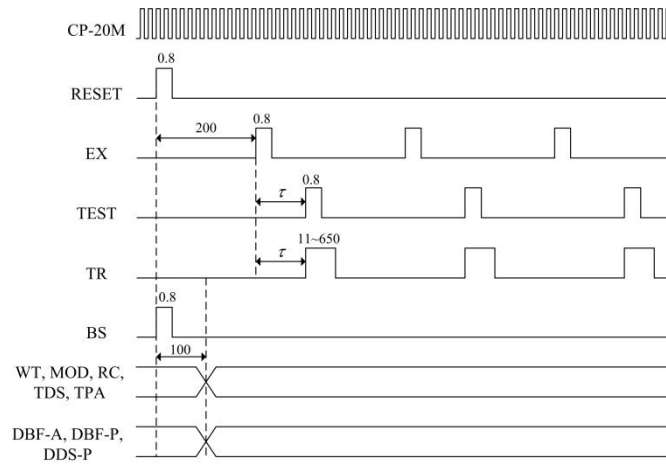 CP-20M
0.8
RESET
200
0.8
EX
τ
0.8
TEST
τ
11~650
TR
0.8
BS
100
WT, MOD, RC,
TDS, TPA
DBF-A, DBF-P,
DDS-P